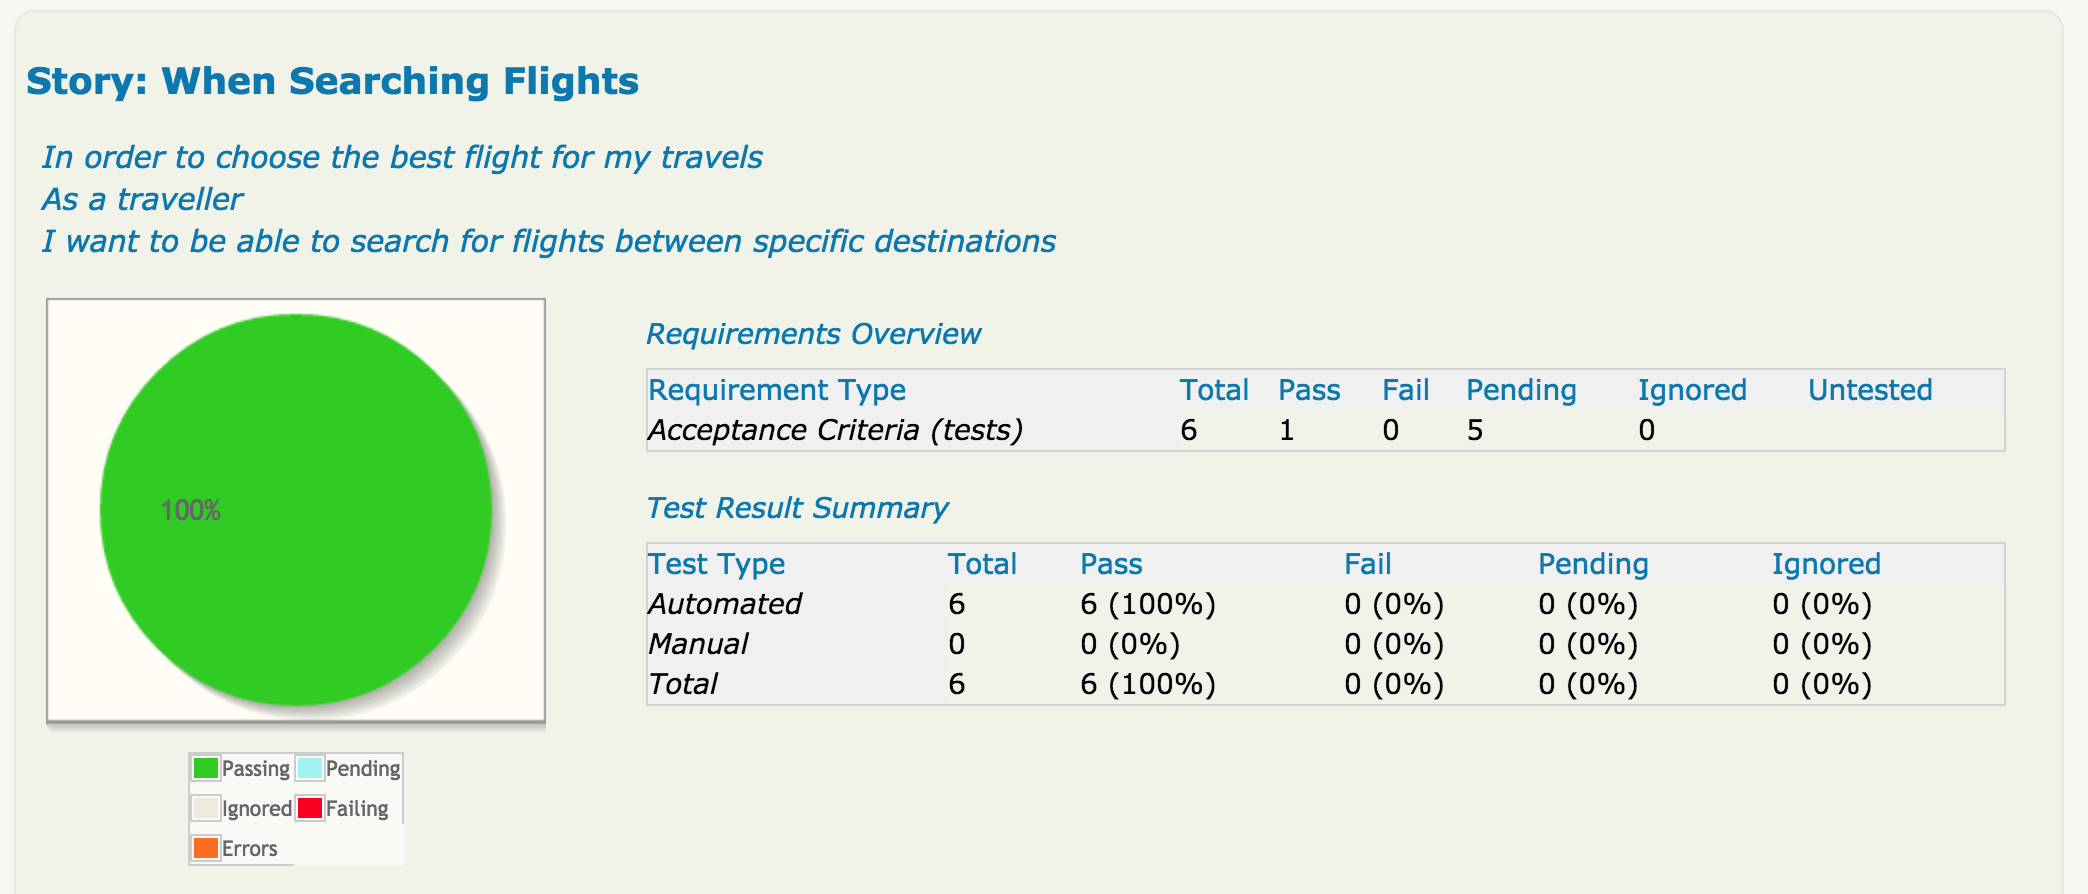 Story: When Searching Flights
In order to choose the best flight for my travels
As a traveller
I want to be able to search for flights between specific destinations
100%
Passing Pending
Ignored Failing
Errors
Requirements Overview
Requirement Type Total Pass Fail Pending Ignored Untested
Acceptance Criteria (tests) 6 1 0 5 0
Test Result Summary
Test Type Total Pass Fail Pending Ignored
Automated 6 6 (100%) 0 (0%) 0 (0%) 0 (0%)
Manual 0 0 (0%) 0 (0%) 0 (0%) 0 (0%)
Total 6 6 (100%) 0 (0%) 0 (0%) 0 (0%)